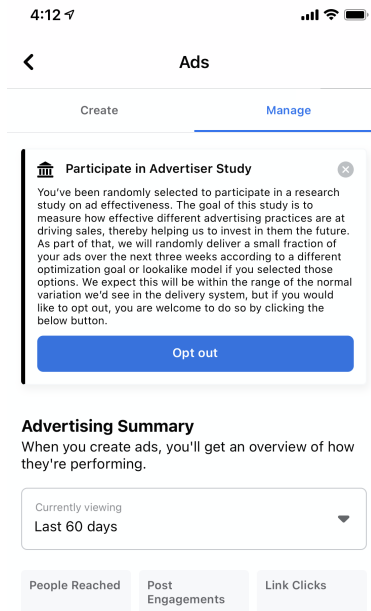 4:12
Ads
Create
Manage
Participate in Advertiser Study
You've been randomly selected to participate in a research
study on ad effectiveness. The goal of this study is to
measure how effective different advertising practices are at
driving sales, thereby helping us to invest in them the future.
As part of that, we will randomly deliver a small fraction of
your ads over the next three weeks according to a different
optimization goal or lookalike model if you selected those
options. We expect this will be within the range of the normal
variation we'd see in the delivery system, but if you would
like to opt out, you are welcome to do so by clicking the
below button.
Opt out
Advertising Summary
When you create ads, you'll get an overview of how
they're performing.
Currently viewing
Last 60 days
People Reached
Post
Engagements
Link Clicks